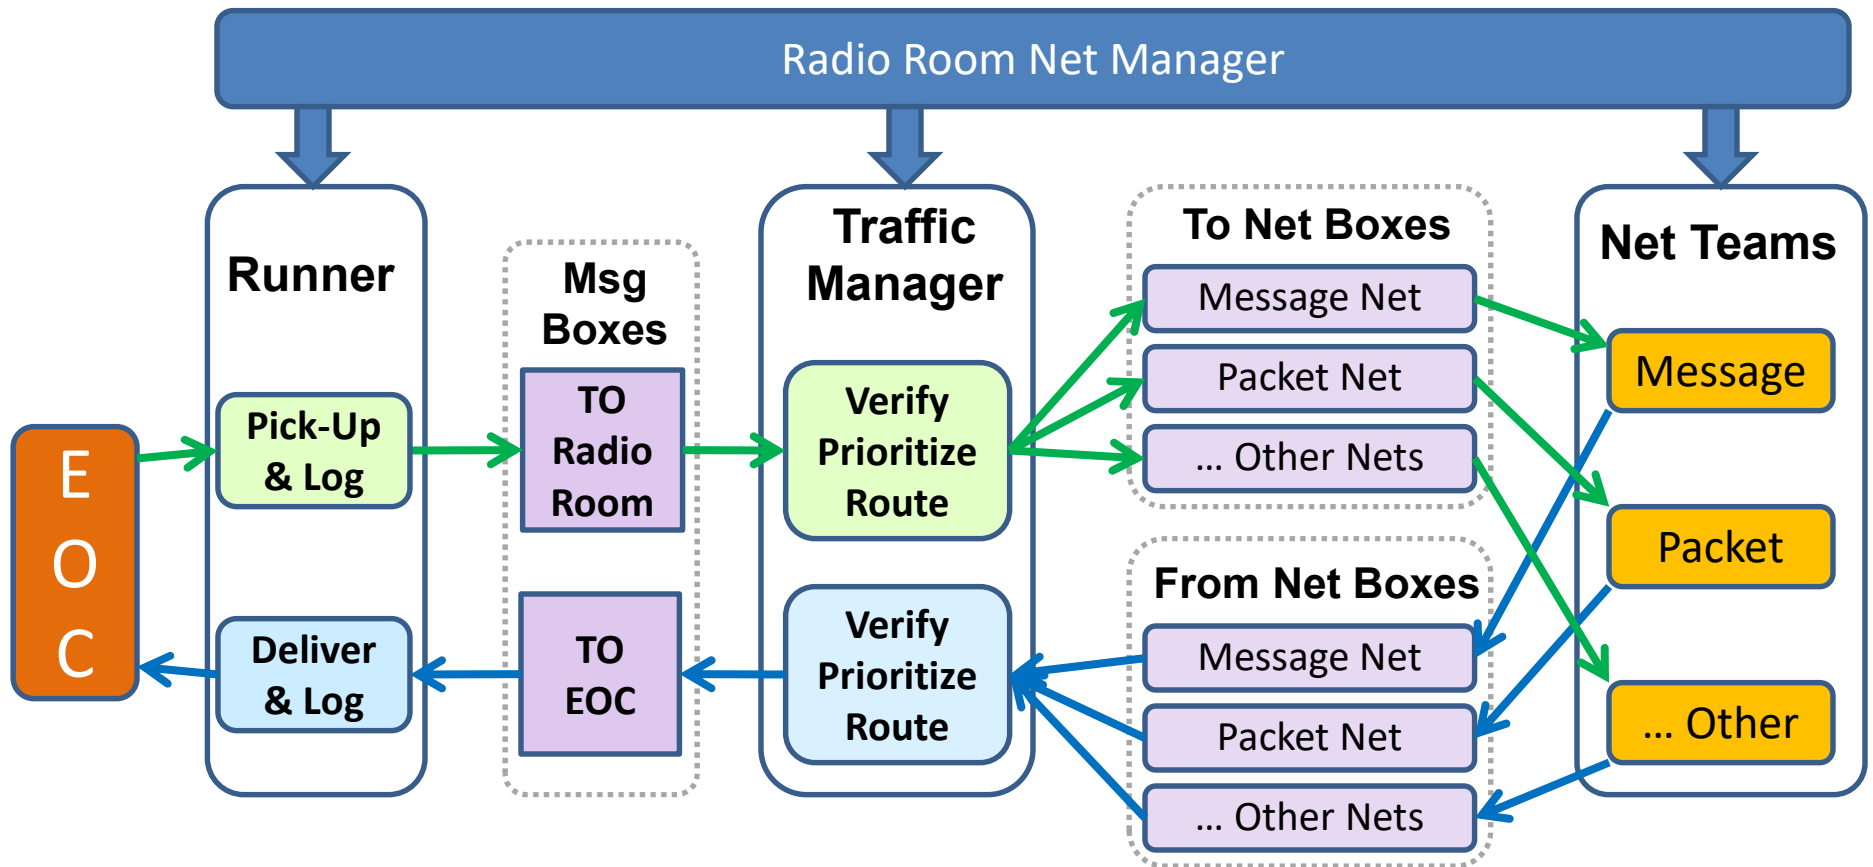 Radio Room Net Manager
E
O
C
Runner
Pick-Up
& Log
Deliver
& Log
Msg
Boxes
TO
Radio
Room
TO
EOC
Traffic
Manager
Verify
Prioritize
Route
Verify
Prioritize
Route
To Net Boxes
Message Net
Packet Net
... Other Nets
From Net Boxes
Message Net
Packet Net
... Other Nets
Net Teams
Message
Packet
... Other